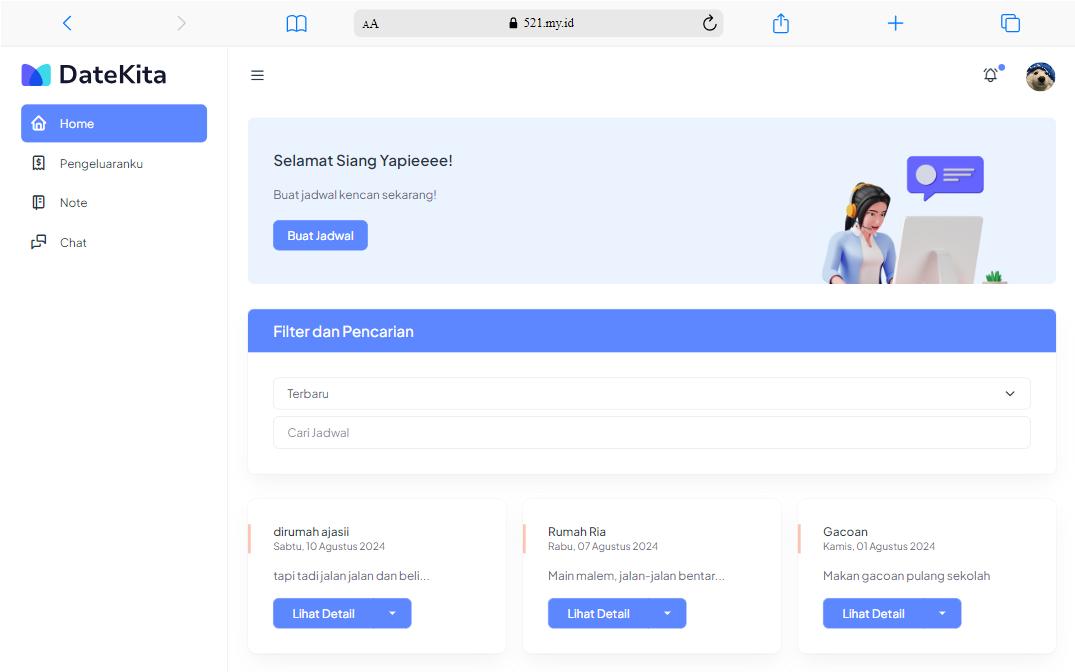 AA
521.my.id
DateKita
Home
Pengeluaranku
Note
Chat
Selamat Siang Yapieeee!
Buat jadwal kencan sekarang!
Buat Jadwal
Filter dan Pencarian
Terbaru
Cari Jadwal
dirumah ajasii
Sabtu, 10 Agustus 2024
tapi tadi jalan jalan dan beli...
Lihat Detail
Rumah Ria
Rabu, 07 Agustus 2024
Main malem, jalan-jalan bentar...
Lihat Detail
Gacoan
Kamis, 01 Agustus 2024
Makan gacoan pulang sekolah
Lihat Detail